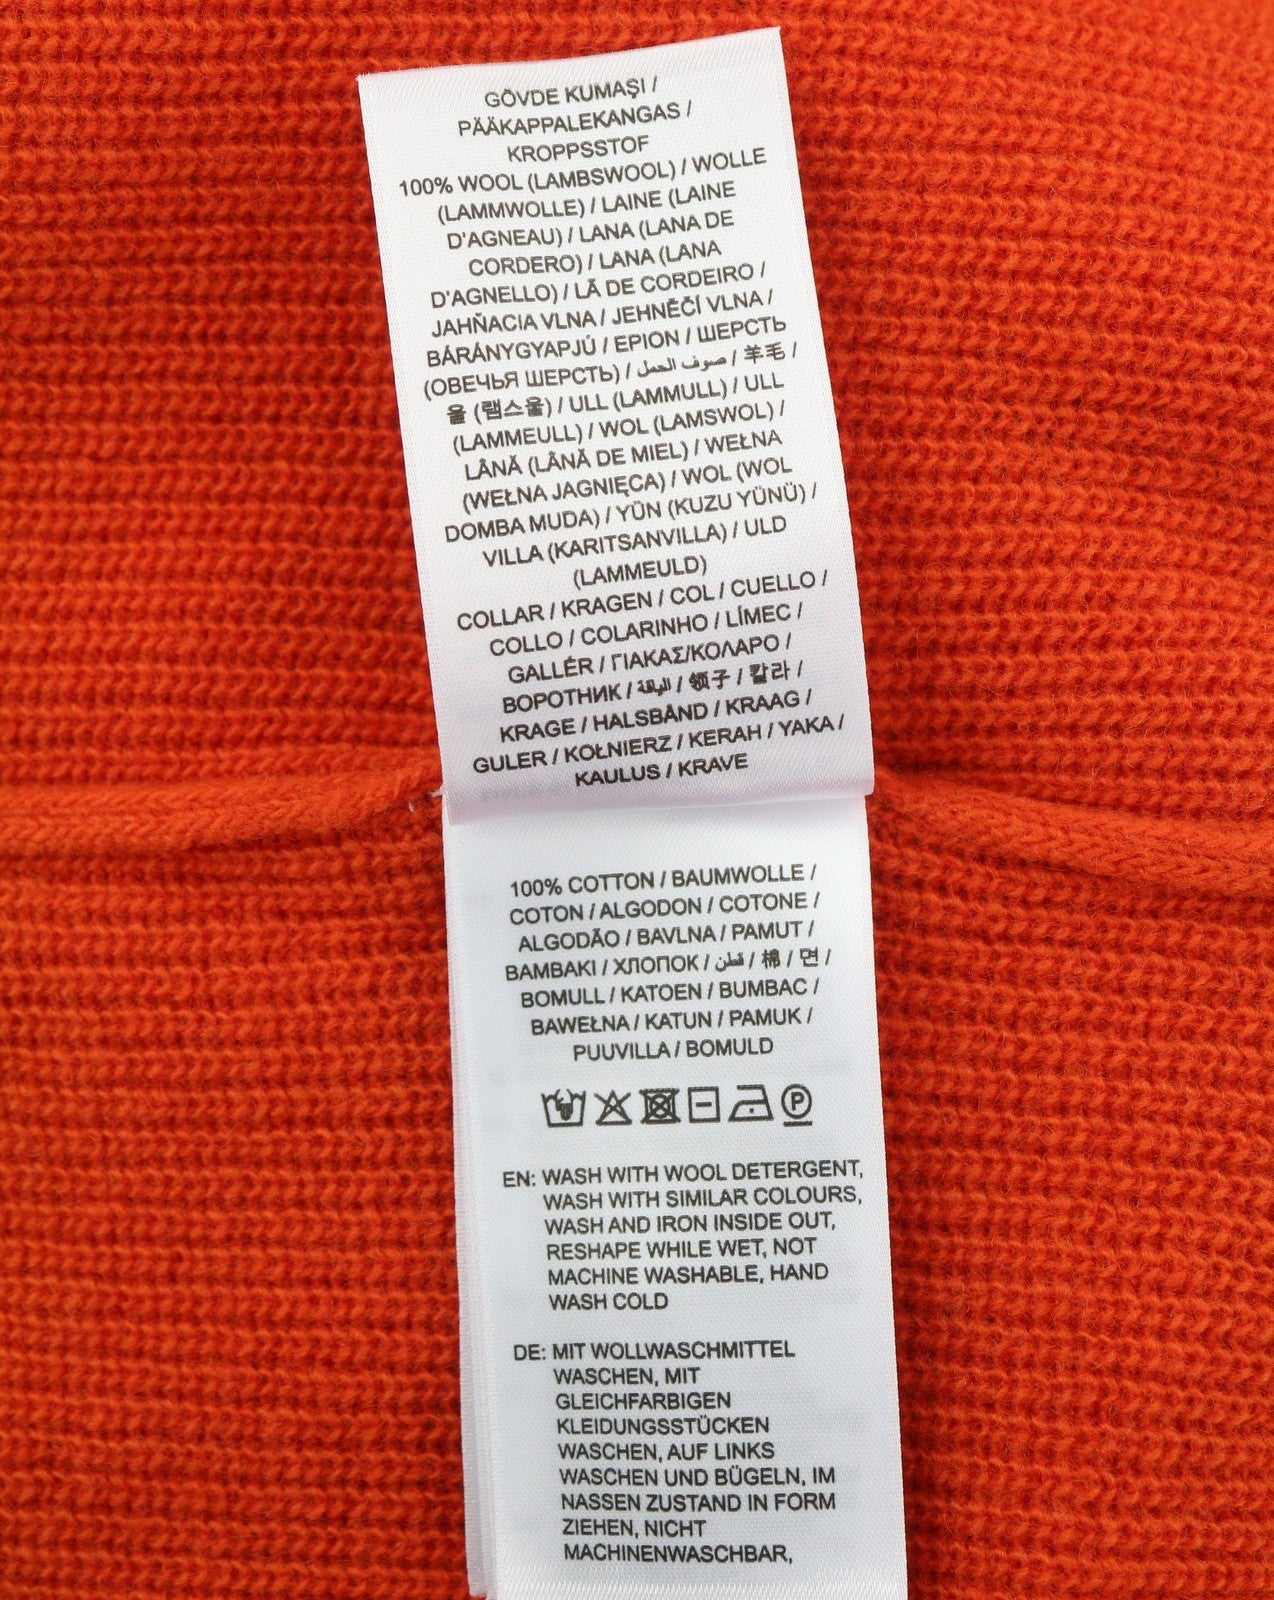 GÖVDE KUMAŞI /
PÄÄKAPPALEKANGAS /
KROPPSSTOF
100% WOOL (LAMBSWOOL) / WOLLE
(LAMMWOLLE) / LAINE (LAINE
D'AGNEAU) / LANA (LANA DE
CORDERO) / LANA (LANA
D'AGNELLO) / LÃ DE CORDEIRO /
JAHŇACIA VLNA / JEHNĚČÍ VLNA /
BÁRÁNYGYAPJÚ / EPION / ШЕРСТЬ
(ОВЕЧЬЯ ШЕРСТЬ) / صوف الحمل / 羊毛 /
울 (램스울) / ULL (LAMMULL) / ULL
(LAMMEULL) / WOL (LAMSWOL) /
LÂNĂ (LÂNĂ DE MIEL) / WEŁNA
(WEŁNA JAGNIĘCA) / WOL (WOL
DOMBA MUDA) / YÜN (KUZU YÜNÜ) /
VILLA (KARITSANVILLA) / ULD
(LAMMEULD)
COLLAR / KRAGEN / COL / CUELLO /
COLLO / COLARINHO / LÍMEC /
GALLÉR / ΓΙΑΚΑΣ/ΚΟΛΑΡΟ /
ВОРОТНИК / الياقة / 领子 / 칼라 /
KRAGE / HALSBÅND / KRAAG /
GULER / KOŁNIERZ / KERAH / YAKA /
KAULUS / KRAVE
100% COTTON / BAUMWOLLE /
COTON / ALGODON / COTONE /
ALGODÃO / BAVLNA / PAMUT /
BAMBAKI / ХЛОПОК / قطن / 棉 / 면 /
BOMULL / KATOEN / BUMBAC /
BAWEŁNA / KATUN / PAMUK /
PUUVILLA / BOMULD
P
EN: WASH WITH WOOL DETERGENT,
WASH WITH SIMILAR COLOURS,
WASH AND IRON INSIDE OUT,
RESHAPE WHILE WET, NOT
MACHINE WASHABLE, HAND
WASH COLD
DE: MIT WOLLWASCHMITTEL
WASCHEN, MIT
GLEICHFARBIGEN
KLEIDUNGSSTÜCKEN
WASCHEN, AUF LINKS
WASCHEN UND BÜGELN, IM
NASSEN ZUSTAND IN FORM
ZIEHEN, NICHT
MACHINENWASCHBAR,